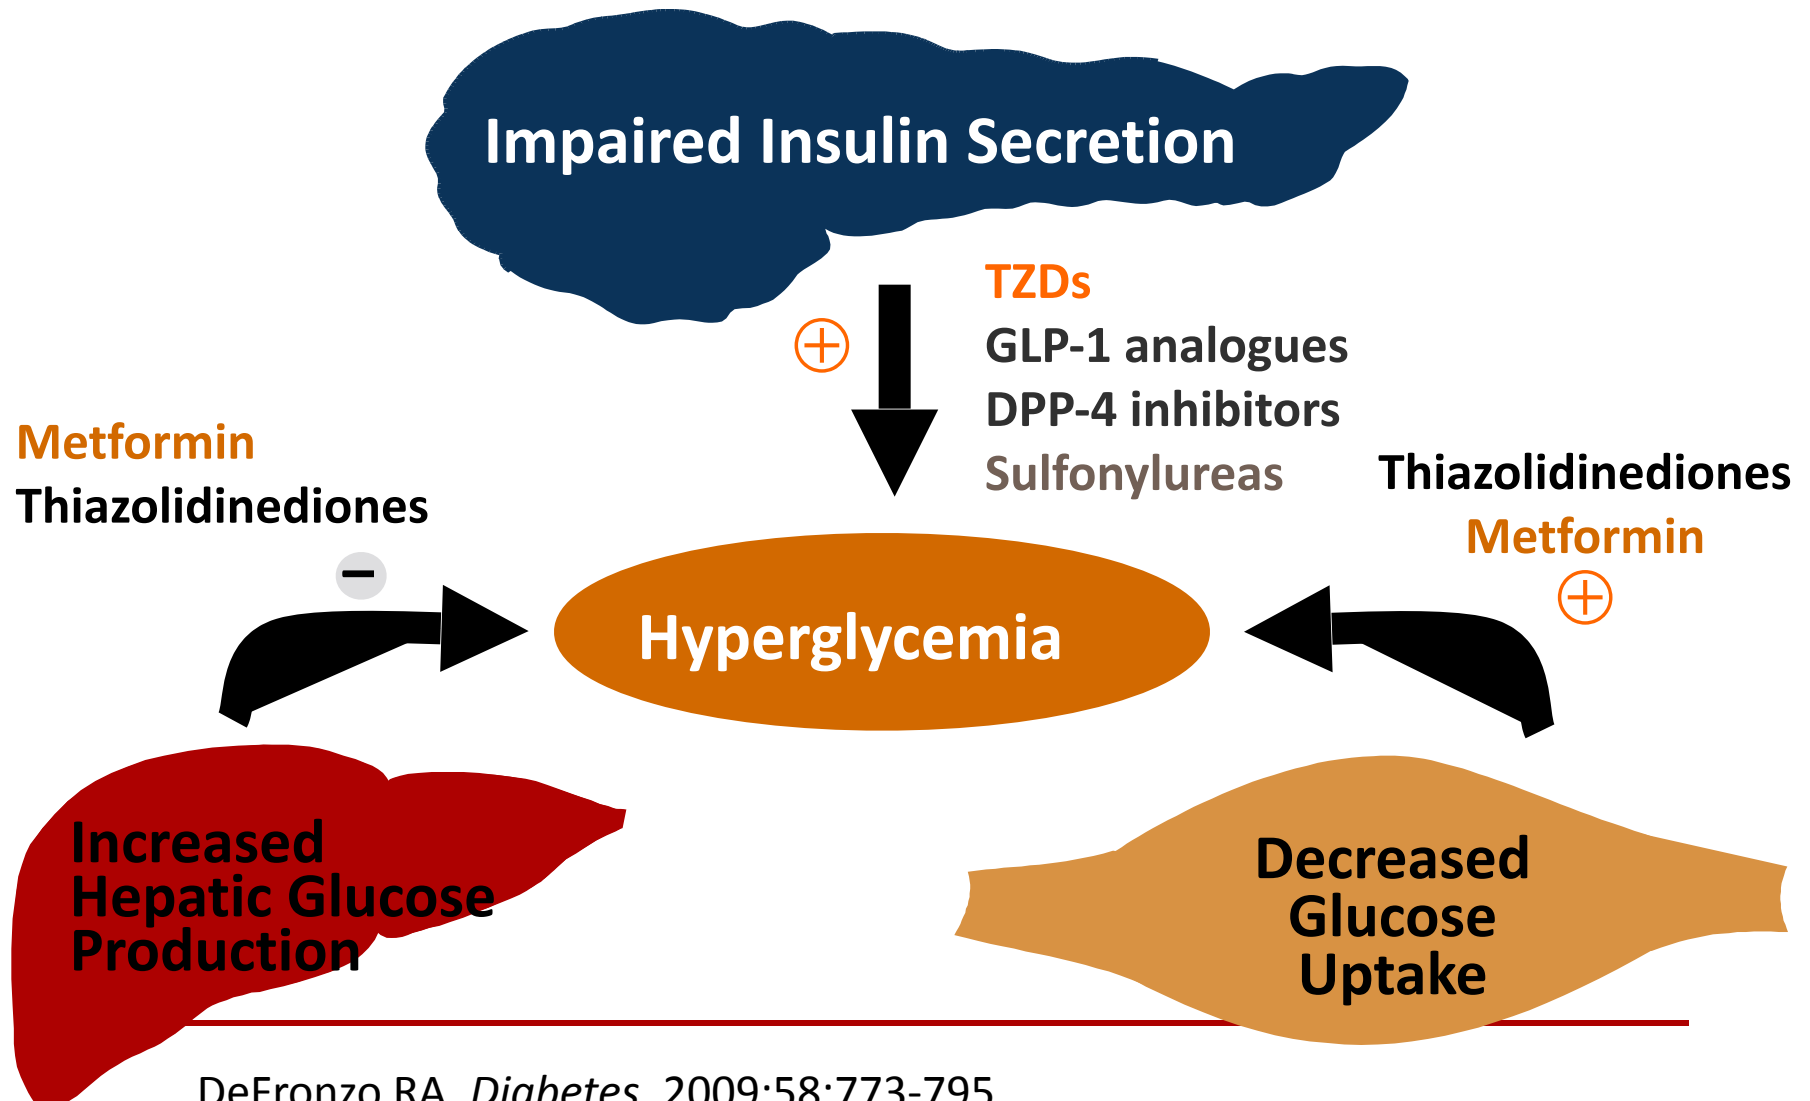 Impaired Insulin Secretion
TZDs
GLP-1 analogues
DPP-4 inhibitors
Sulfonylureas
Metformin
Thiazolidinediones
Thiazolidinediones
Metformin
Hyperglycemia
Increased
Hepatic Glucose
Production
Decreased
Glucose
Uptake
DeFronzo RA. Diabetes. 2009;58:773-795